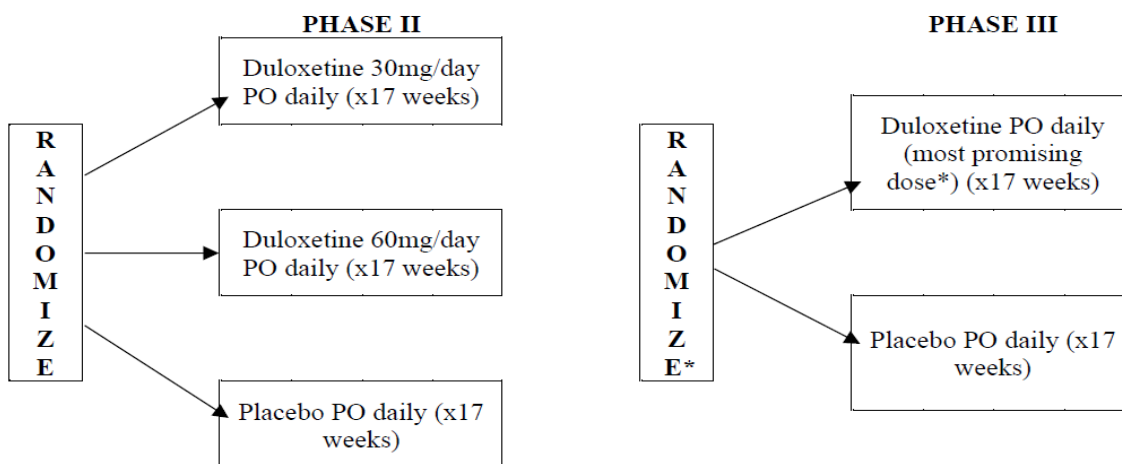 PHASE II
Duloxetine 30mg/day
PO daily (x17 weeks)
R
A
N
D
O
M
I
Z
E
Duloxetine 60mg/day
PO daily (x17 weeks)
Placebo PO daily (x17
weeks)
PHASE III
R
A
N
D
O
M
I
Z
E*
Duloxetine PO daily
(most promising
dose*) (x17 weeks)
Placebo PO daily (x17
weeks)